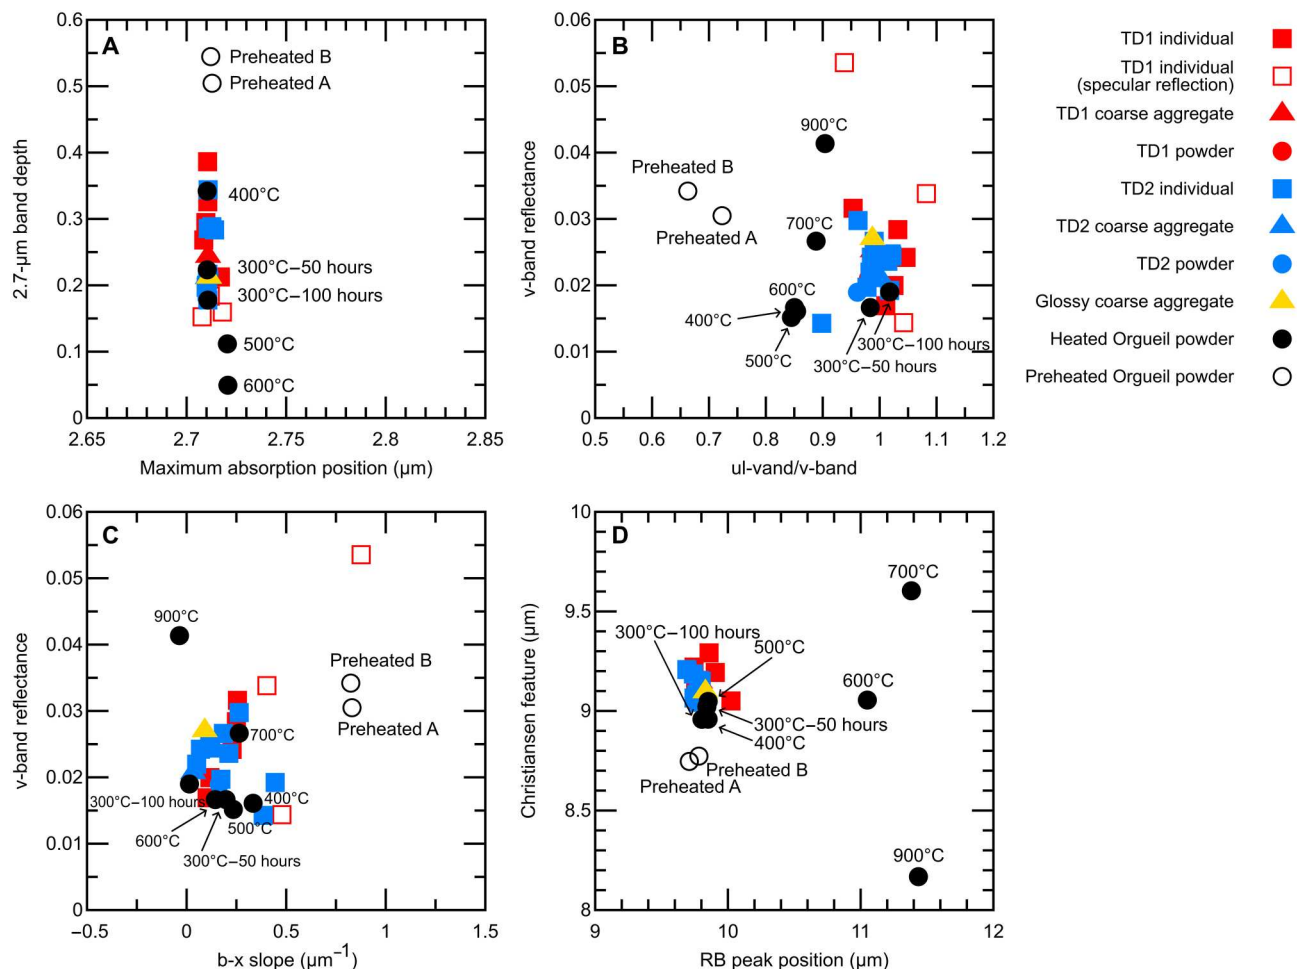 A
0.6
0.5
0.4
0.3
0.2
0.1
0
2.7-µm band depth
Preheated B
Preheated A
400°C
300°C–50 hours
300°C–100 hours
500°C
600°C
2.65
2.7
2.75
2.8
2.85
Maximum absorption position (µm)
B
0.06
0.05
0.04
0.03
0.02
0.01
0
v-band reflectance
900°C
Preheated B
Preheated A
700°C
600°C
400°C
500°C
300°C–100 hours
300°C–50 hours
0.5
0.6
0.7
0.8
0.9
1
1.1
1.2
ul-vand/v-band
TD1 individual
TD1 individual
(specular reflection)
TD1 coarse aggregate
TD1 powder
TD2 individual
TD2 coarse aggregate
TD2 powder
Glossy coarse aggregate
Heated Orgueil powder
Preheated Orgueil powder
C
0.06
0.05
0.04
0.03
0.02
0.01
0
v-band reflectance
900°C
Preheated B
Preheated A
700°C
300°C–100 hours
400°C
600°C
500°C
300°C–50 hours
−0.5
0
0.5
1
1.5
b-x slope (µm⁻¹)
D
10
9.5
9
8.5
8
Christiansen feature (µm)
700°C
300°C–100 hours
500°C
600°C
300°C–50 hours
400°C
Preheated B
Preheated A
900°C
9
10
11
12
RB peak position (µm)